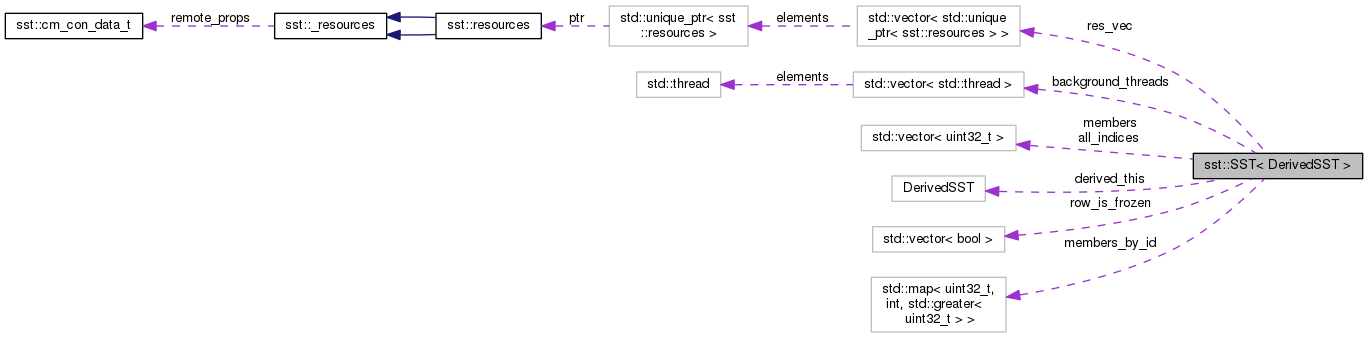 sst::cm_con_data_t
remote_props
sst::_resources
sst::resources
ptr
std::unique_ptr< sst
::resources >
elements
std::vector< std::unique
_ptr< sst::resources > >
res_vec
std::thread
elements
std::vector< std::thread >
background_threads
std::vector< uint32_t >
members
all_indices
sst::SST< DerivedSST >
DerivedSST
derived_this
std::vector< bool >
row_is_frozen
members_by_id
std::map< uint32_t,
int, std::greater<
uint32_t > >